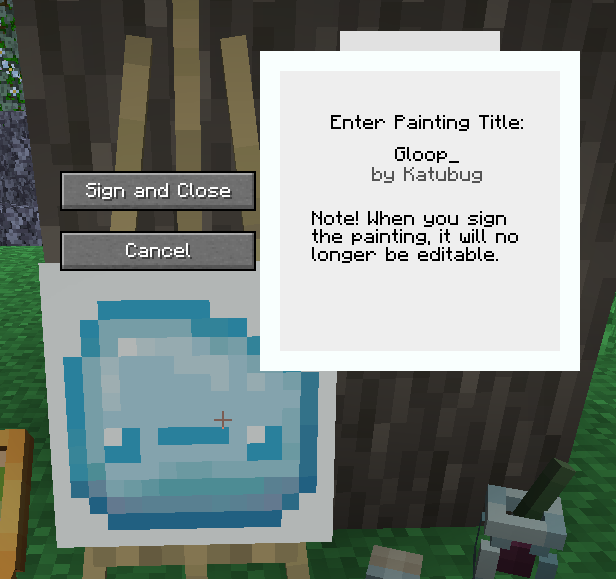 Enter Painting Title:
Gloop_
by Katubug
Sign and Close
Note! When you sign
the painting, it will no
longer be editable.
Cancel